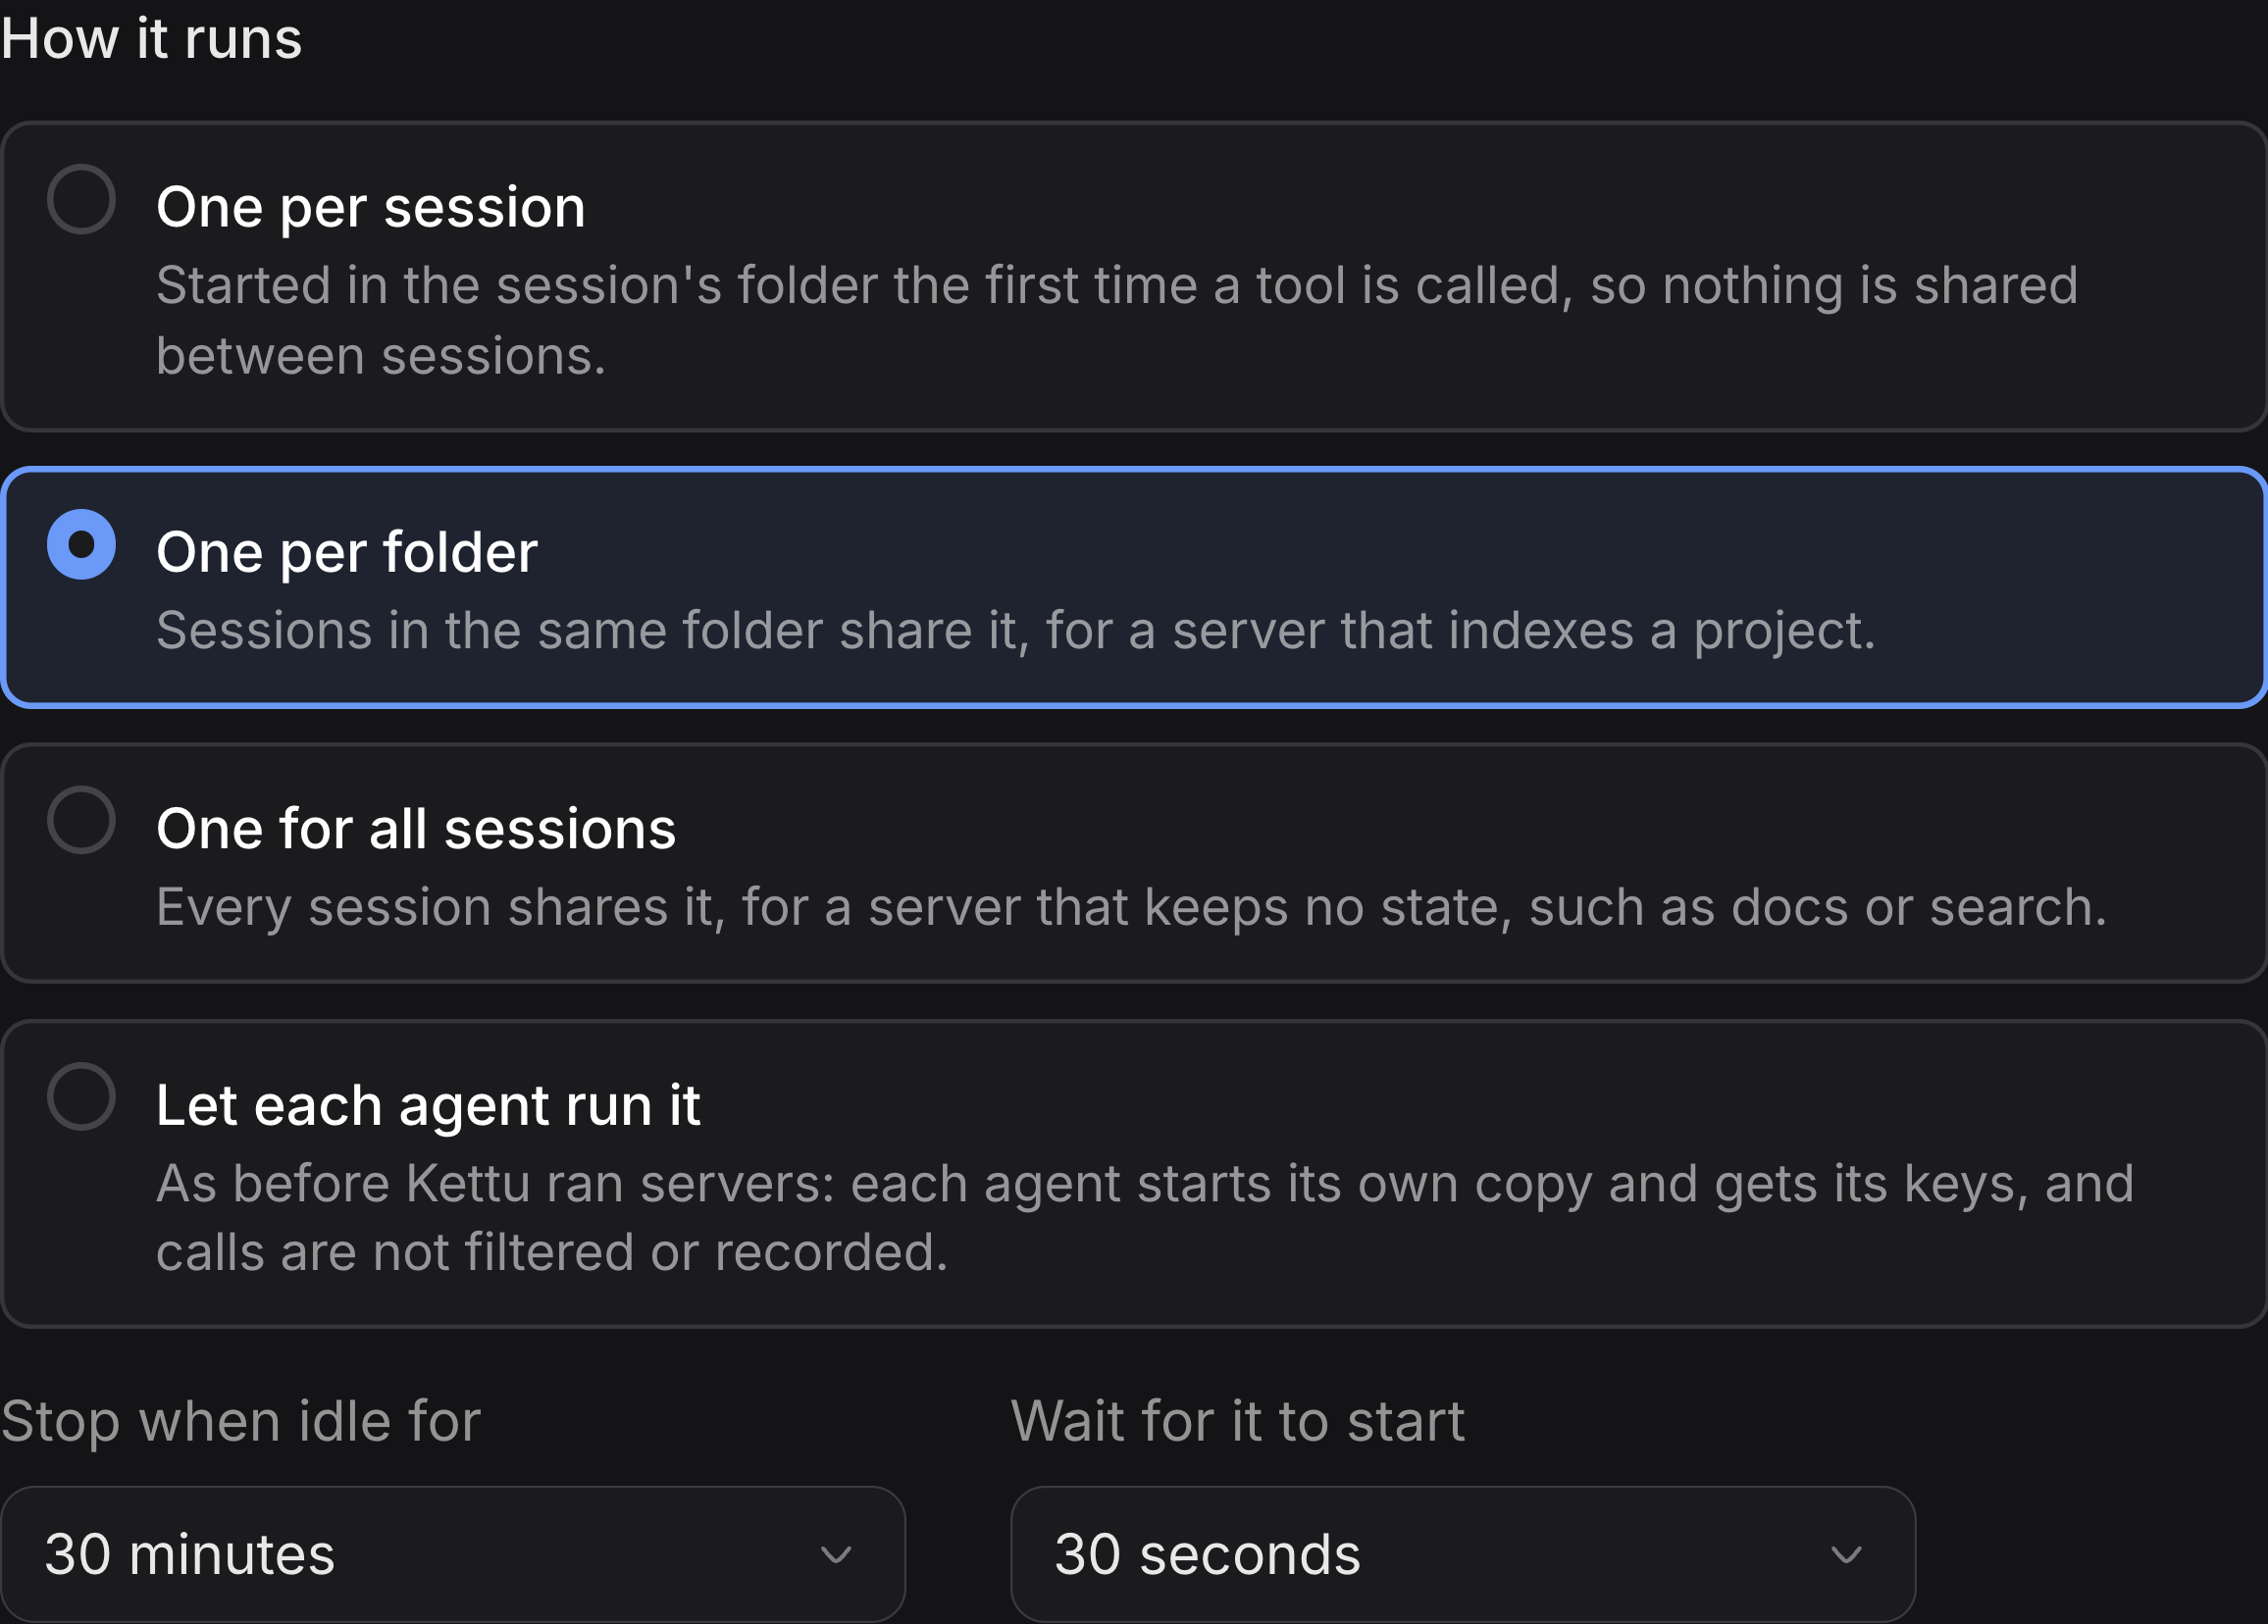 How it runs
One per session
Started in the session's folder the first time a tool is called, so nothing is shared
between sessions.
One per folder
Sessions in the same folder share it, for a server that indexes a project.
One for all sessions
Every session shares it, for a server that keeps no state, such as docs or search.
Let each agent run it
As before Kettu ran servers: each agent starts its own copy and gets its keys, and
calls are not filtered or recorded.
Stop when idle for
Wait for it to start
30 minutes
30 seconds